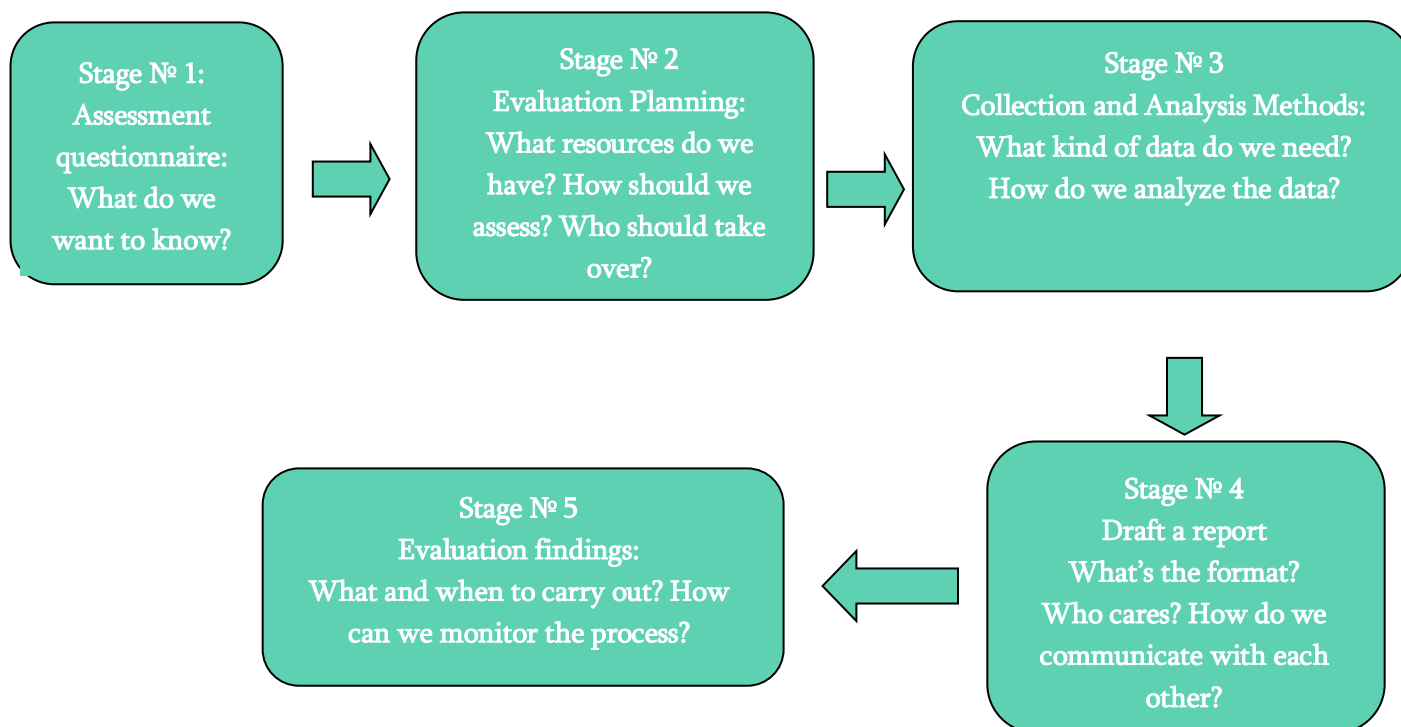 Stage № 1:
Assessment
questionnaire:
What do we
want to know?
Stage № 2
Evaluation Planning:
What resources do we
have? How should we
assess? Who should take
over?
Stage № 3
Collection and Analysis Methods:
What kind of data do we need?
How do we analyze the data?
Stage № 4
Draft a report
What's the format?
Who cares? How do we
communicate with each
other?
Stage № 5
Evaluation findings:
What and when to carry out? How
can we monitor the process?